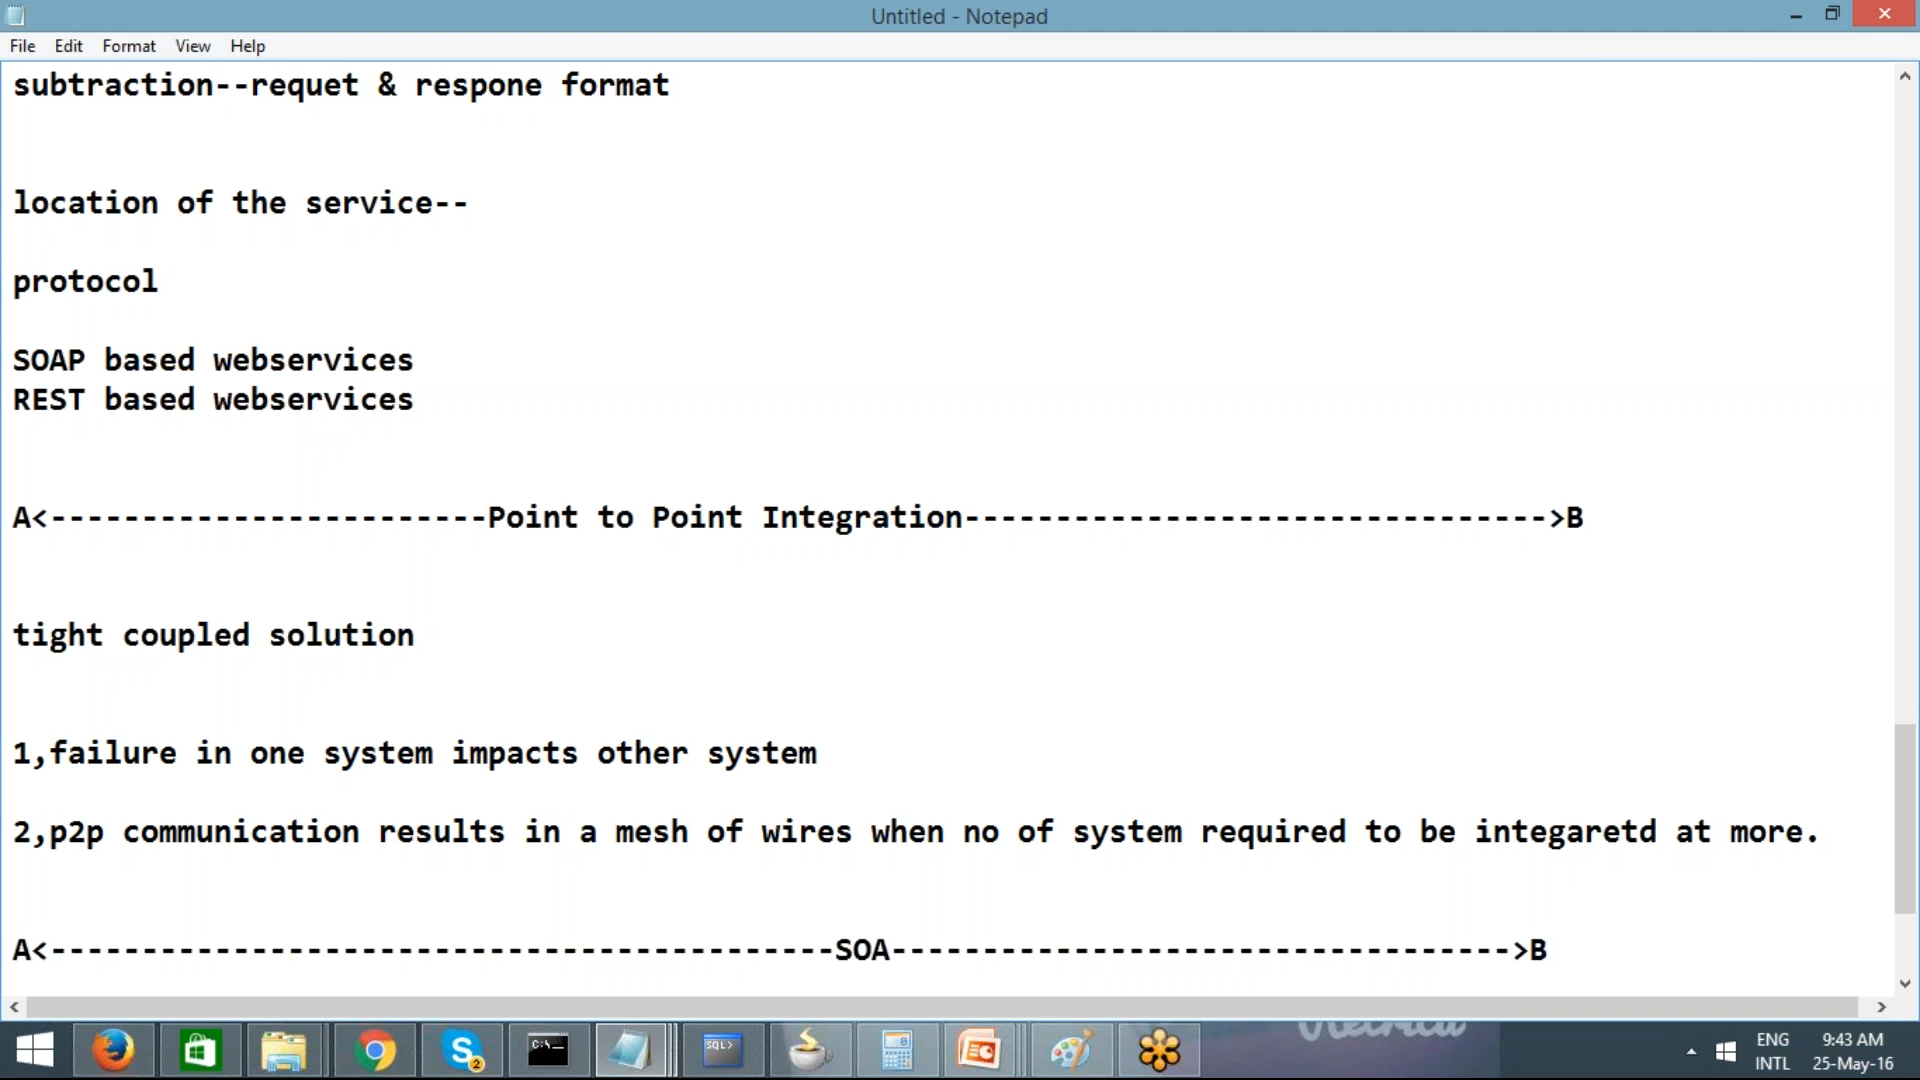 Untitled - Notepad
File Edit Format View Help
subtraction--requet & respone format
location of the service--
protocol
SOAP based webservices
REST based webservices
A<------------------------Point to Point Integration-------------------------------->B
tight coupled solution
1,failure in one system impacts other system
2,p2p communication results in a mesh of wires when no of system required to be integaretd at more.
A<-------------------------------------------SOA---------------------------------->B
C:\_
SQL>
S
2
ENG 9:43 AM
INTL 25-May-16